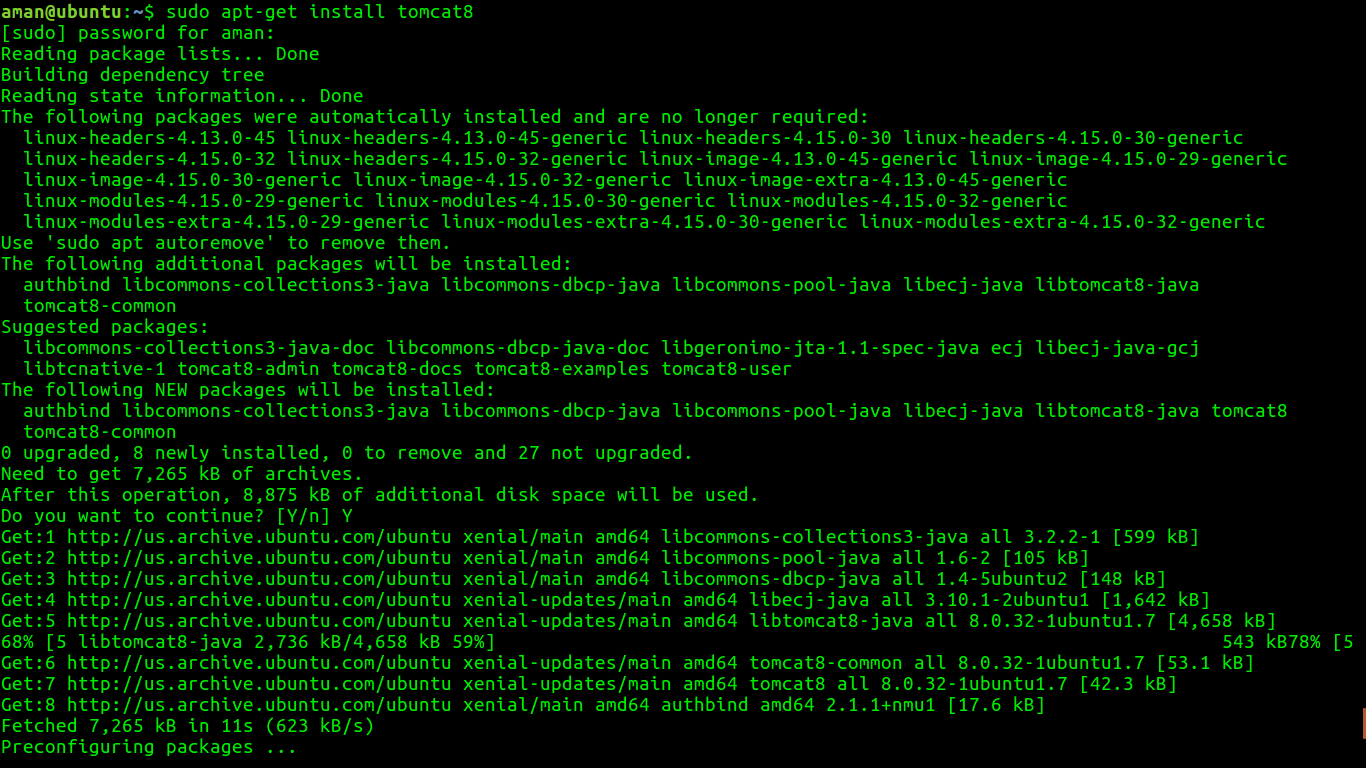 aman@ubuntu:~$ sudo apt-get install tomcat8
[sudo] password for aman:
Reading package lists... Done
Building dependency tree
Reading state information... Done
The following packages were automatically installed and are no longer required:
  linux-headers-4.13.0-45 linux-headers-4.13.0-45-generic linux-headers-4.15.0-30 linux-headers-4.15.0-30-generic
  linux-headers-4.15.0-32 linux-headers-4.15.0-32-generic linux-image-4.13.0-45-generic linux-image-4.15.0-29-generic
  linux-image-4.15.0-30-generic linux-image-4.15.0-32-generic linux-image-extra-4.13.0-45-generic
  linux-modules-4.15.0-29-generic linux-modules-4.15.0-30-generic linux-modules-4.15.0-32-generic
  linux-modules-extra-4.15.0-29-generic linux-modules-extra-4.15.0-30-generic linux-modules-extra-4.15.0-32-generic
Use 'sudo apt autoremove' to remove them.
The following additional packages will be installed:
  authbind libcommons-collections3-java libcommons-dbcp-java libcommons-pool-java libecj-java libtomcat8-java
  tomcat8-common
Suggested packages:
  libcommons-collections3-java-doc libcommons-dbcp-java-doc libgeronimo-jta-1.1-spec-java ecj libecj-java-gcj
  libtcnative-1 tomcat8-admin tomcat8-docs tomcat8-examples tomcat8-user
The following NEW packages will be installed:
  authbind libcommons-collections3-java libcommons-dbcp-java libcommons-pool-java libecj-java libtomcat8-java tomcat8
  tomcat8-common
0 upgraded, 8 newly installed, 0 to remove and 27 not upgraded.
Need to get 7,265 kB of archives.
After this operation, 8,875 kB of additional disk space will be used.
Do you want to continue? [Y/n] Y
Get:1 http://us.archive.ubuntu.com/ubuntu xenial/main amd64 libcommons-collections3-java all 3.2.2-1 [599 kB]
Get:2 http://us.archive.ubuntu.com/ubuntu xenial/main amd64 libcommons-pool-java all 1.6-2 [105 kB]
Get:3 http://us.archive.ubuntu.com/ubuntu xenial/main amd64 libcommons-dbcp-java all 1.4-5ubuntu2 [148 kB]
Get:4 http://us.archive.ubuntu.com/ubuntu xenial-updates/main amd64 libecj-java all 3.10.1-2ubuntu1 [1,642 kB]
Get:5 http://us.archive.ubuntu.com/ubuntu xenial-updates/main amd64 libtomcat8-java all 8.0.32-1ubuntu1.7 [4,658 kB]
68% [5 libtomcat8-java 2,736 kB/4,658 kB 59%]                                                                  543 kB78% [5
Get:6 http://us.archive.ubuntu.com/ubuntu xenial-updates/main amd64 tomcat8-common all 8.0.32-1ubuntu1.7 [53.1 kB]
Get:7 http://us.archive.ubuntu.com/ubuntu xenial-updates/main amd64 tomcat8 all 8.0.32-1ubuntu1.7 [42.3 kB]
Get:8 http://us.archive.ubuntu.com/ubuntu xenial/main amd64 authbind amd64 2.1.1+nmu1 [17.6 kB]
Fetched 7,265 kB in 11s (623 kB/s)
Preconfiguring packages ...